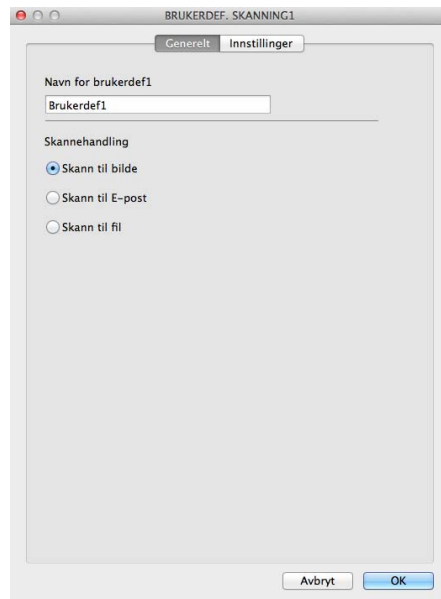 BRUKERDEF. SKANNING1
Generelt Innstillinger
Navn for brukerdef1
Brukerdef1
Skannehandling
Skann til bilde
Skann til E-post
Skann til fil
Avbryt OK